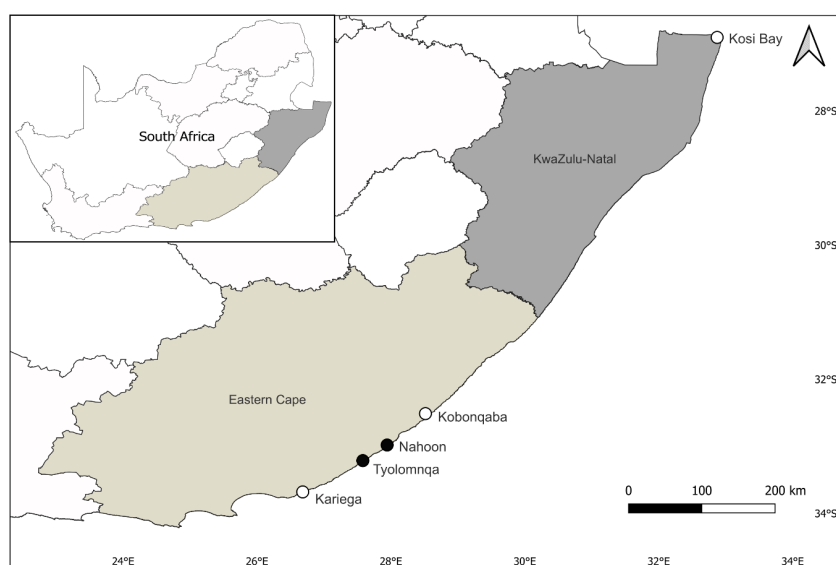 South Africa
Kosi Bay
28°S
KwaZulu-Natal
30°S
32°S
Eastern Cape
Kobonqaba
Nahoon
Tyolomnqa
Kariega
0 100 200 km
34°S
24°E 26°E 28°E 30°E 32°E 34°E